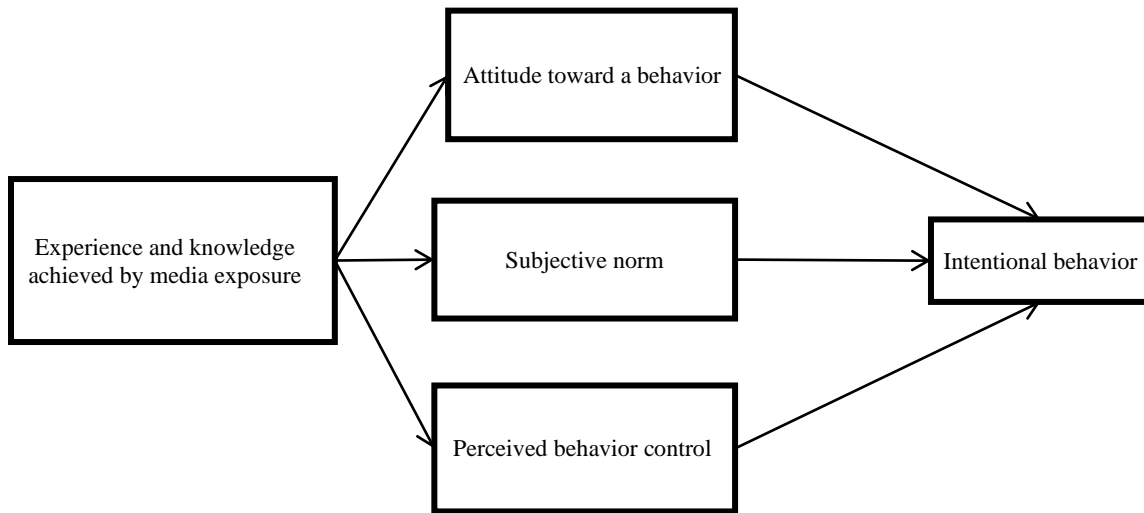 Attitude toward a behavior
Experience and knowledge
achieved by media exposure
Subjective norm
Intentional behavior
Perceived behavior control